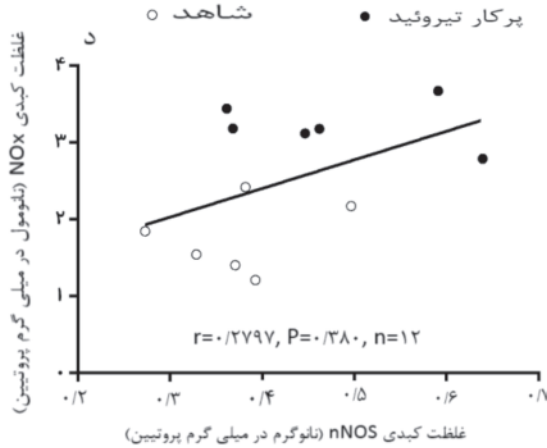 شاهد ○ پرکار تیروئید ●
د
غلظت کبدی NOx (نانومول در میلی گرم پروتیین)
۴
۳
۲
۱
۰
r=۰/۲۷۹۷, P=۰/۳۸۰, n=۱۲
۰/۲ ۰/۳ ۰/۴ ۰/۵ ۰/۶ ۰/۷
غلظت کبدی nNOS (نانوگرم در میلی گرم پروتیین)